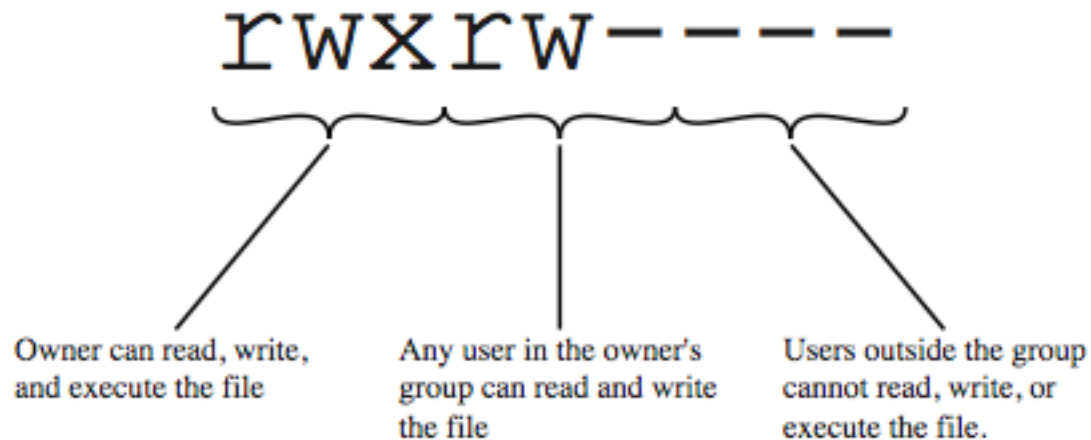 rwxrw----
Owner can read, write,
and execute the file
Any user in the owner's
group can read and write
the file
Users outside the group
cannot read, write, or
execute the file.